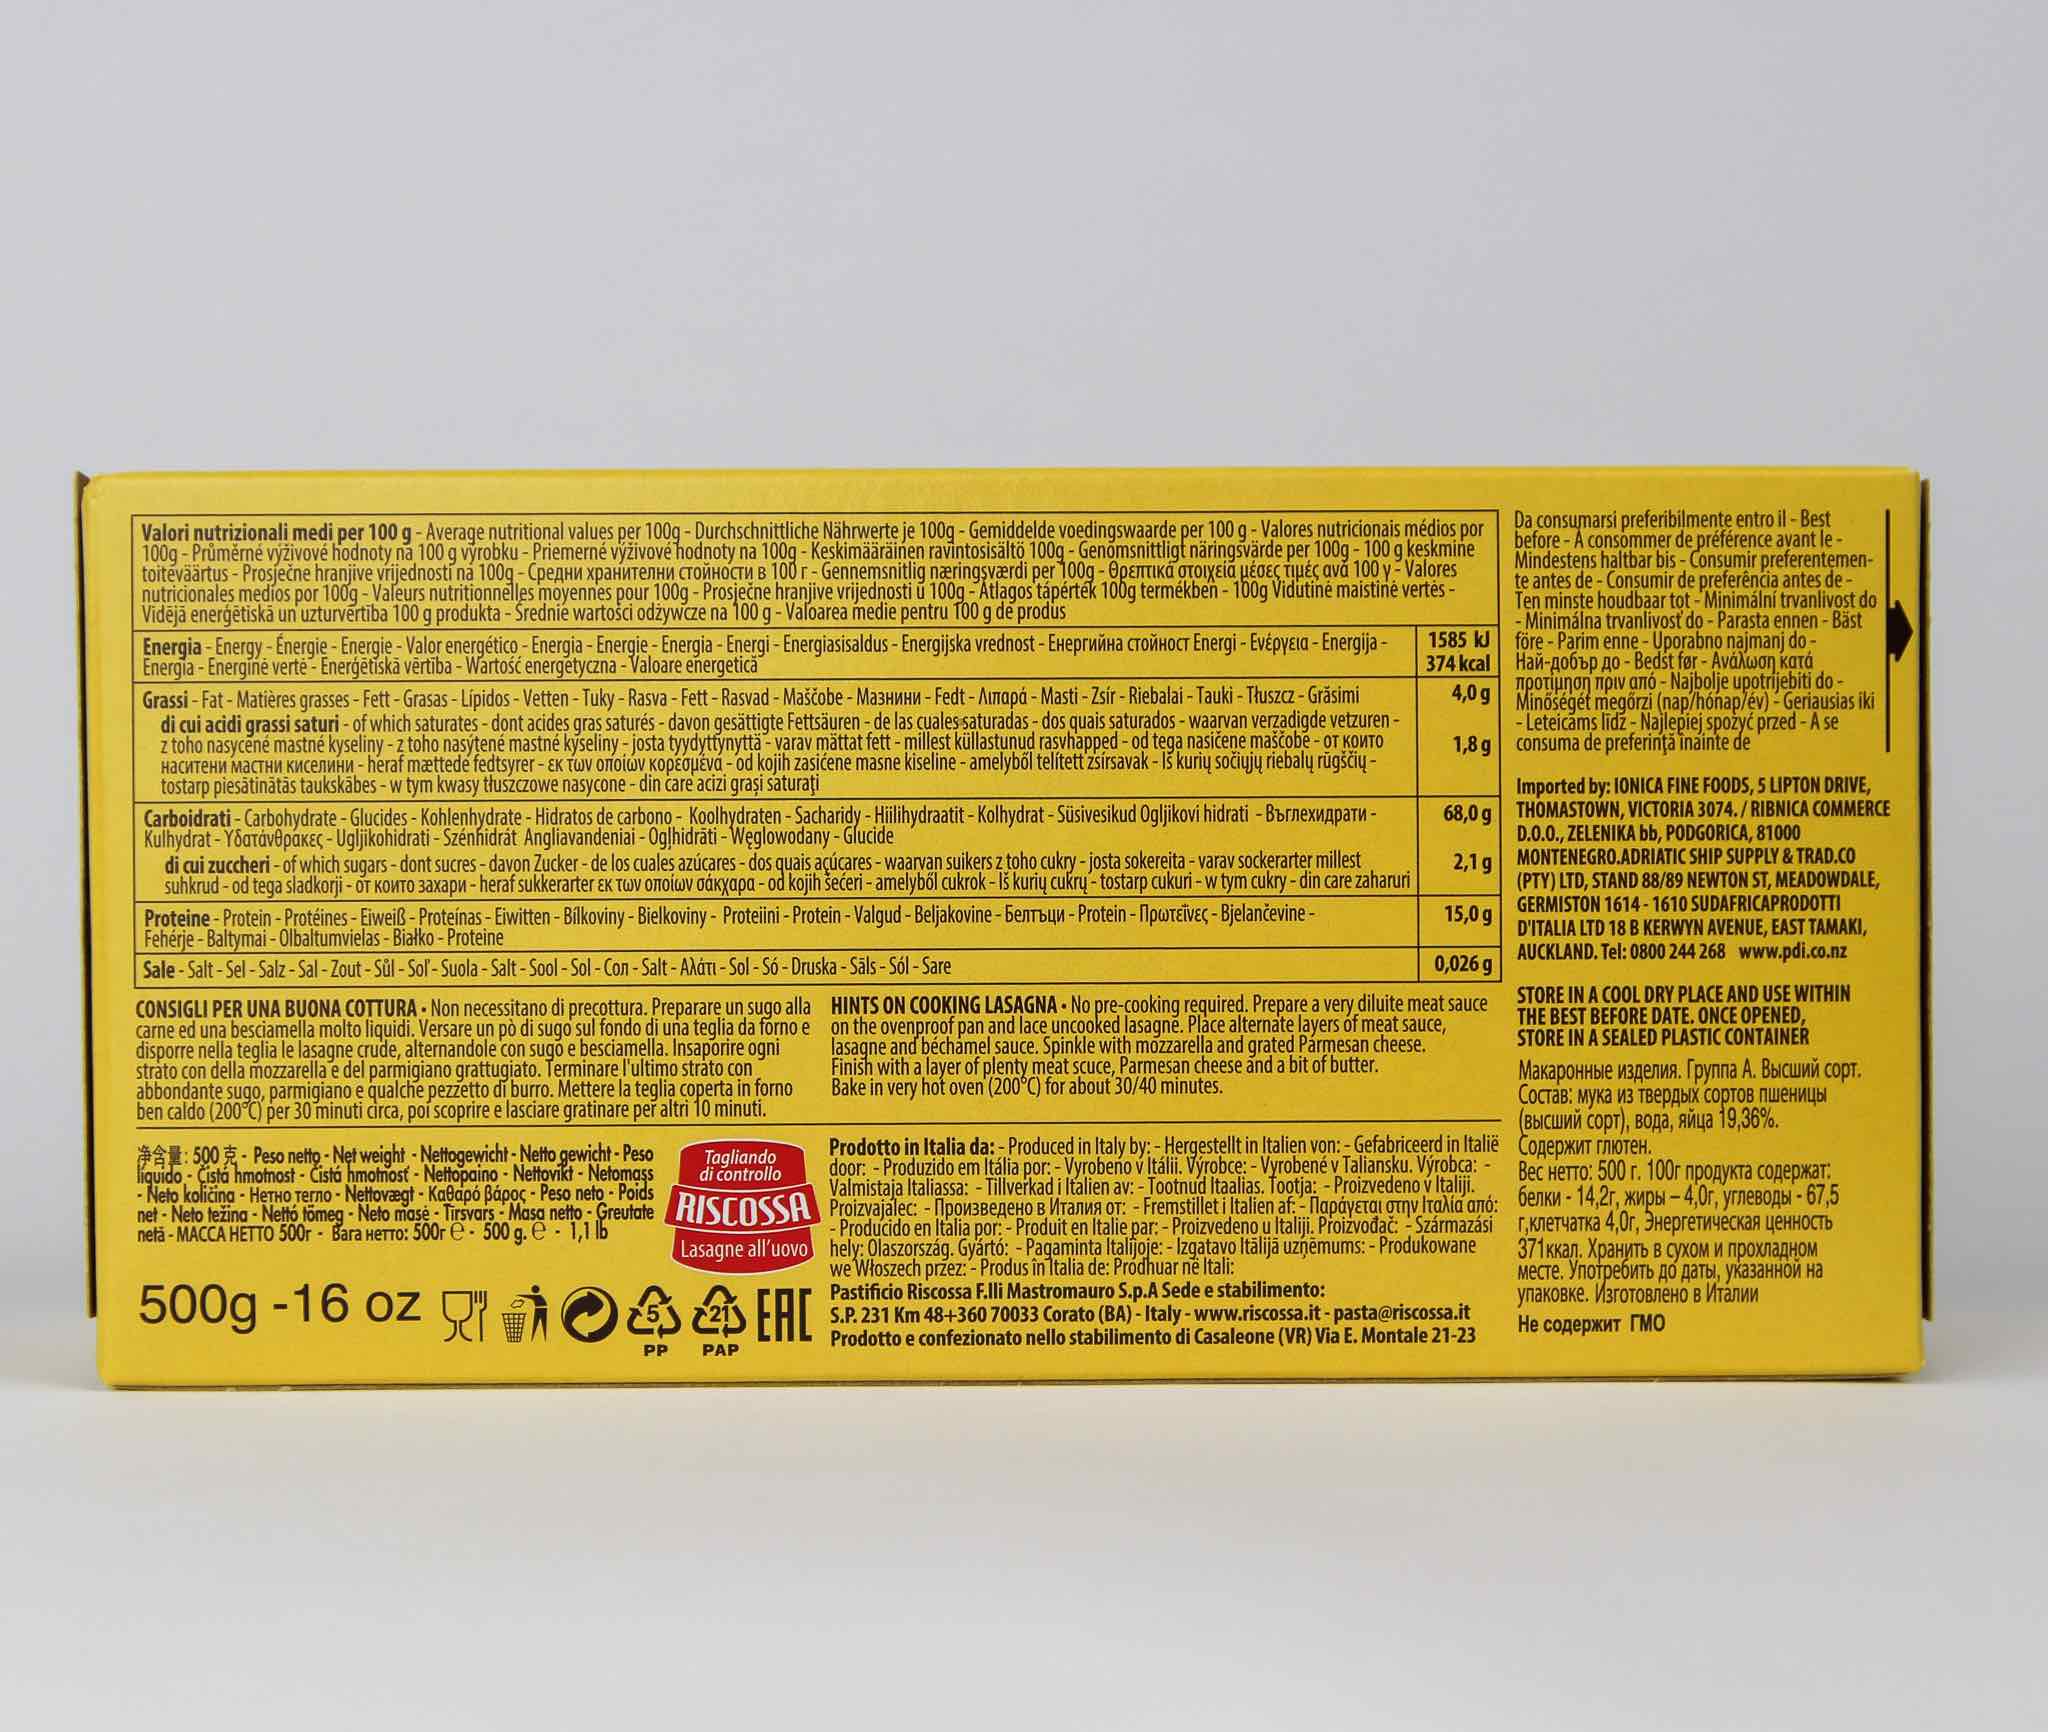 Valori nutrizionali medi per 100 g - Average nutritional values per 100g - Durchschnittliche Nährwerte je 100g - Gemiddelde voedingswaarde per 100 g - Valores nutricionais médios por
100g - Průměrné výživové hodnoty na 100 g výrobku - Priemerné výživové hodnoty na 100g - Keskimääräinen ravintosisältö 100g - Genomsnittligt näringsvärde per 100g - 100 g keskmine
toiteväärtus - Prosječne hranjive vrijednosti na 100g - Средни хранителни стойности в 100 г - Gennemsnitlig næringsværdi per 100g - Θρεπτικά στοιχεία μέσες τιμές ανά 100 γ - Valores
nutricionales medios por 100g - Valeurs nutritionnelles moyennes pour 100g - Prosječne hranjive vrijednosti u 100g - Átlagos tápérték 100g termékben - 100g Vidutinė maistinė vertės -
Vidējā enerģētiskā un uzturvērtība 100 g produkta - Średnie wartości odżywcze na 100 g - Valoarea medie pentru 100 g de produs
Energia - Energy - Énergie - Energie - Valor energético - Energia - Energie - Energia - Energi - Energiasisaldus - Energijska vrednost - Енергийна стойност Energi - Ενέργεια - Energija -
Energia - Energinė vertė - Enerģētiskā vērtība - Wartość energetyczna - Valoare energetică
1585 kJ
374 kcal
Grassi - Fat - Matières grasses - Fett - Grasas - Lípidos - Vetten - Tuky - Rasva - Fett - Rasvad - Maščobe - Мазнини - Fedt - Λιπαρά - Masti - Zsír - Riebalai - Tauki - Tłuszcz - Grăsimi
4,0 g
di cui acidi grassi saturi - of which saturates - dont acides gras saturés - davon gesättigte Fettsäuren - de las cuales saturadas - dos quais saturados - waarvan verzadigde vetzuren -
z toho nasycené mastné kyseliny - z toho nasýtené mastné kyseliny - josta tyydyttynyttä - varav mättat fett - millest küllastunud rasvhapped - od tega nasičene maščobe - от които
наситени мастни киселини - heraf mættede fedtsyrer - εκ των οποίων κορεσμένα - od kojih zasićene masne kiseline - amelyből telített zsírsavak - Iš kurių sočiųjų riebalų rūgščių -
tostarp piesātinātās taukskābes - w tym kwasy tłuszczowe nasycone - din care acizi grași saturați
1,8 g
Carboidrati - Carbohydrate - Glucides - Kohlenhydrate - Hidratos de carbono - Koolhydraten - Sacharidy - Hiilihydraatit - Kolhydrat - Süsivesikud Ogljikovi hidrati - Въглехидрати -
Kulhydrat - Υδατάνθρακες - Ugljikohidrati - Szénhidrát Angliavandeniai - Ogļhidrāti - Węglowodany - Glucide
68,0 g
di cui zuccheri - of which sugars - dont sucres - davon Zucker - de los cuales azúcares - dos quais açúcares - waarvan suikers z toho cukry - josta sokereita - varav sockerarter millest
suhkrud - od tega sladkorji - от които захари - heraf sukkerarter εκ των οποίων σάκχαρα - od kojih šećeri - amelyből cukrok - Iš kurių cukrų - tostarp cukuri - w tym cukry - din care zaharuri
2,1 g
Proteine - Protein - Protéines - Eiweiß - Proteínas - Eiwitten - Bílkoviny - Bielkoviny - Proteiini - Protein - Valgud - Beljakovine - Белтъци - Protein - Πρωτεΐνες - Bjelančevine -
Fehérje - Baltymai - Olbaltumvielas - Białko - Proteine
15,0 g
Sale - Salt - Sel - Salz - Sal - Zout - Sůl - Soľ - Suola - Salt - Sool - Sol - Сол - Salt - Αλάτι - Sol - Só - Druska - Sāls - Sól - Sare
0,026 g
CONSIGLI PER UNA BUONA COTTURA • Non necessitano di precottura. Preparare un sugo alla
carne ed una besciamella molto liquidi. Versare un pò di sugo sul fondo di una teglia da forno e
disporre nella teglia le lasagne crude, alternandole con sugo e besciamella. Insaporire ogni
strato con della mozzarella e del parmigiano grattugiato. Terminare l'ultimo strato con
abbondante sugo, parmigiano e qualche pezzetto di burro. Mettere la teglia coperta in forno
ben caldo (200°C) per 30 minuti circa, poi scoprire e lasciare gratinare per altri 10 minuti.
HINTS ON COOKING LASAGNA • No pre-cooking required. Prepare a very diluite meat sauce
on the ovenproof pan and lace uncooked lasagne. Place alternate layers of meat sauce,
lasagne and béchamel sauce. Spinkle with mozzarella and grated Parmesan cheese.
Finish with a layer of plenty meat scuce, Parmesan cheese and a bit of butter.
Bake in very hot oven (200°C) for about 30/40 minutes.
净含量: 500 克 - Peso netto - Net weight - Nettogewicht - Netto gewicht - Peso
líquido - Čistá hmotnost - Čistá hmotnosť - Nettopaino - Nettovikt - Netomass
- Neto količina - Нетно тегло - Nettovægt - Καθαρό βάρος - Peso neto - Poids
net - Neto težina - Nettó tömeg - Neto masė - Tīrsvars - Masa netto - Greutate
netă - МАССА НЕТТО 500г - Вага нетто: 500г ℮ - 500 g. ℮ - 1,1 lb
500g -16 oz
5
PP
21
PAP
EAC
Tagliando
di controllo
RISCOSSA
Lasagne all'uovo
Prodotto in Italia da: - Produced in Italy by: - Hergestellt in Italien von: - Gefabriceerd in Italië
door: - Produzido em Itália por: - Vyrobeno v Itálii. Výrobce: - Vyrobené v Taliansku. Výrobca: -
Valmistaja Italiassa: - Tillverkad i Italien av: - Tootnud Itaalias. Tootja: - Proizvedeno v Italiji.
Proizvajalec: - Произведено в Италия от: - Fremstillet i Italien af: - Παράγεται στην Ιταλία από:
- Producido en Italia por: - Produit en Italie par: - Proizvedeno u Italiji. Proizvođač: - Származási
hely: Olaszország. Gyártó: - Pagaminta Italijoje: - Izgatavo Itālijā uzņēmums: - Produkowane
we Włoszech przez: - Produs în Italia de: Prodhuar në Itali:
Pastificio Riscossa F.lli Mastromauro S.p.A Sede e stabilimento:
S.P. 231 Km 48+360 70033 Corato (BA) - Italy - www.riscossa.it - pasta@riscossa.it
Prodotto e confezionato nello stabilimento di Casaleone (VR) Via E. Montale 21-23
Da consumarsi preferibilmente entro il - Best
before - À consommer de préférence avant le -
Mindestens haltbar bis - Consumir preferentemen-
te antes de - Consumir de preferência antes de -
Ten minste houdbaar tot - Minimální trvanlivost do
- Minimálna trvanlivosť do - Parasta ennen - Bäst
före - Parim enne - Uporabno najmanj do -
Най-добър до - Bedst før - Ανάλωση κατά
προτίμηση πριν από - Najbolje upotrijebiti do -
Minőségét megőrzi (nap/hónap/év) - Geriausias iki
- Leteicams līdz - Najlepiej spożyć przed - A se
consuma de preferință înainte de
Imported by: IONICA FINE FOODS, 5 LIPTON DRIVE,
THOMASTOWN, VICTORIA 3074. / RIBNICA COMMERCE
D.O.O., ZELENIKA bb, PODGORICA, 81000
MONTENEGRO.ADRIATIC SHIP SUPPLY & TRAD.CO
(PTY) LTD, STAND 88/89 NEWTON ST, MEADOWDALE,
GERMISTON 1614 - 1610 SUDAFRICAPRODOTTI
D'ITALIA LTD 18 B KERWYN AVENUE, EAST TAMAKI,
AUCKLAND. Tel: 0800 244 268 www.pdi.co.nz
STORE IN A COOL DRY PLACE AND USE WITHIN
THE BEST BEFORE DATE. ONCE OPENED,
STORE IN A SEALED PLASTIC CONTAINER
Макаронные изделия. Группа А. Высший сорт.
Состав: мука из твердых сортов пшеницы
(высший сорт), вода, яйца 19,36%.
Содержит глютен.
Вес нетто: 500 г. 100г продукта содержат:
белки - 14,2г, жиры – 4,0г, углеводы - 67,5
г,клетчатка 4,0г, Энергетическая ценность
371ккал. Хранить в сухом и прохладном
месте. Употребить до даты, указанной на
упаковке. Изготовлено в Италии
Не содержит ГМО